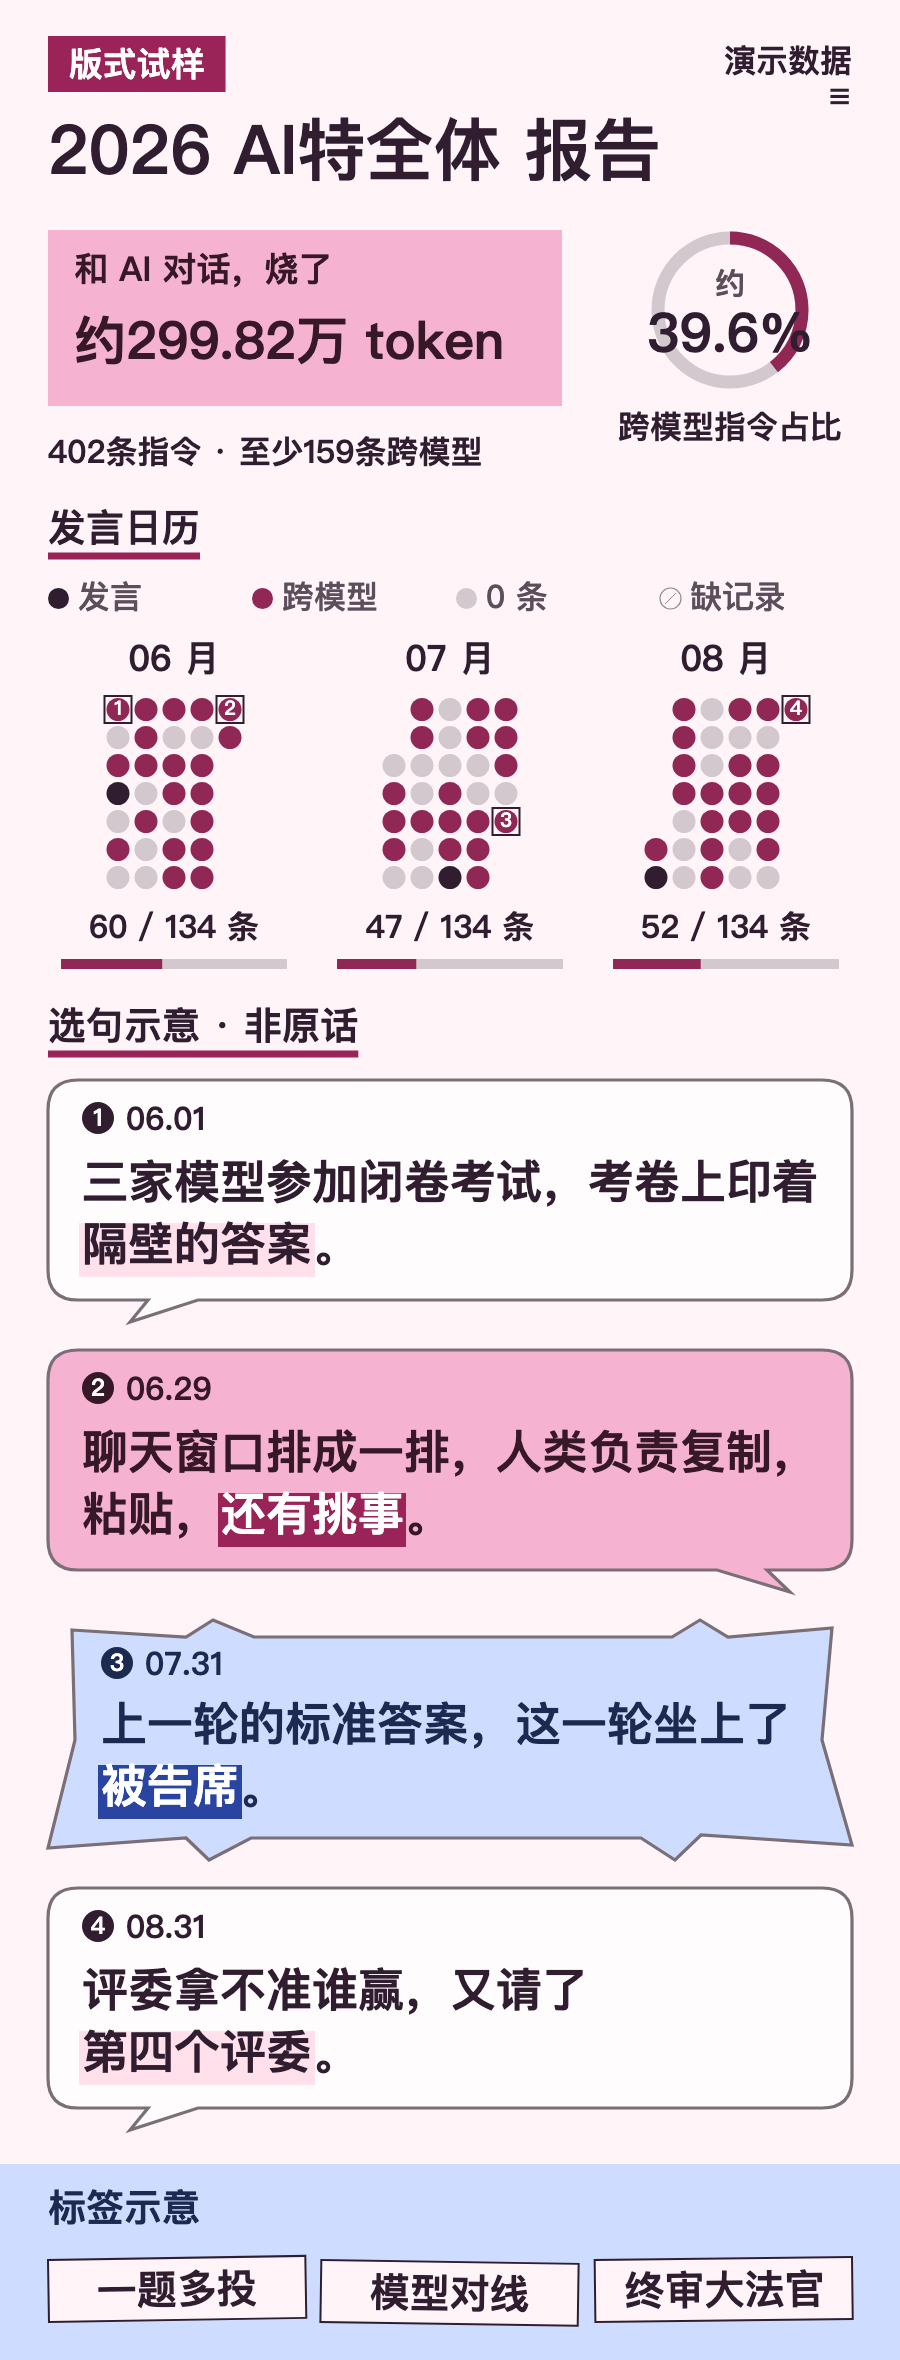 版式试样
演示数据
≡
2026 AI特全体 报告
和 AI 对话，烧了
约299.82万 token
402条指令 · 至少159条跨模型
约
39.6%
跨模型指令占比
发言日历
发言
跨模型
0 条
缺记录
06 月
07 月
08 月
1
2
3
4
60 / 134 条
47 / 134 条
52 / 134 条
选句示意 · 非原话
1 06.01
三家模型参加闭卷考试，考卷上印着
隔壁的答案。
2 06.29
聊天窗口排成一排，人类负责复制，
粘贴，还有挑事。
3 07.31
上一轮的标准答案，这一轮坐上了
被告席。
4 08.31
评委拿不准谁赢，又请了
第四个评委。
标签示意
一题多投
模型对线
终审大法官